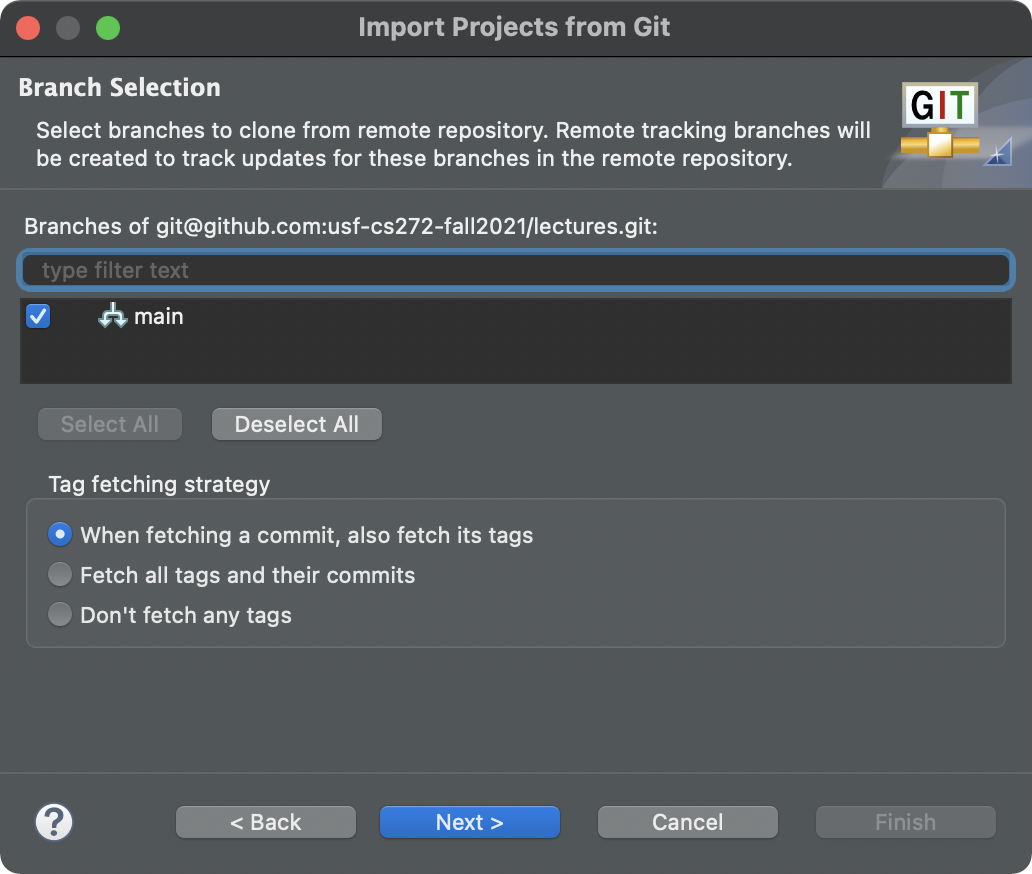 Import Projects from Git
Branch Selection
Select branches to clone from remote repository. Remote tracking branches will
be created to track updates for these branches in the remote repository.
GIT
Branches of git@github.com:usf-cs272-fall2021/lectures.git:
type filter text
main
Select All
Deselect All
Tag fetching strategy
When fetching a commit, also fetch its tags
Fetch all tags and their commits
Don't fetch any tags
?
< Back
Next >
Cancel
Finish